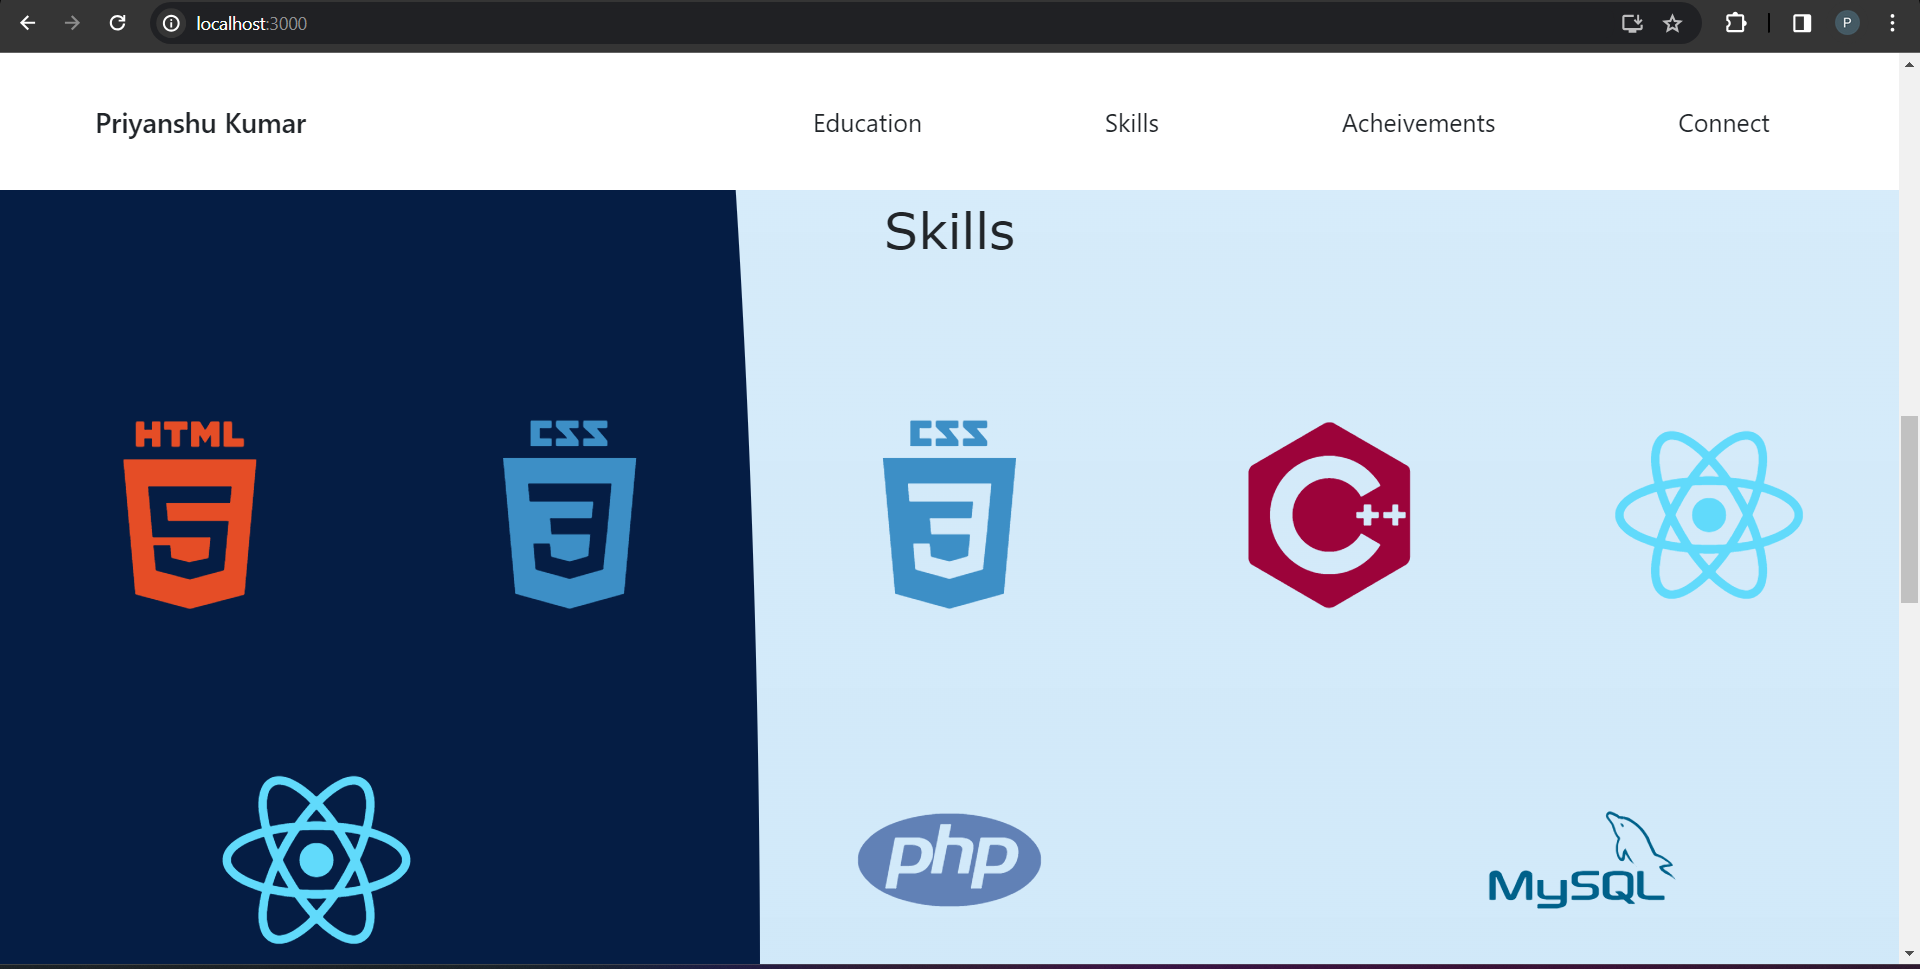 localhost:3000
P
Priyanshu Kumar Education Skills Acheivements Connect
Skills
HTML CSS CSS
5 3 3 C++
php MySQL